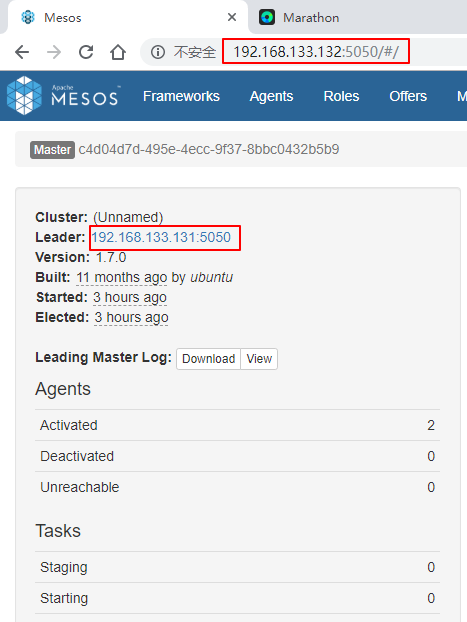 Mesos
Marathon
不安全 192.168.133.132:5050/#/
Apache
MESOS™ Frameworks Agents Roles Offers M
Master c4d04d7d-495e-4ecc-9f37-8bbc0432b5b9
Cluster: (Unnamed)
Leader: 192.168.133.131:5050
Version: 1.7.0
Built: 11 months ago by ubuntu
Started: 3 hours ago
Elected: 3 hours ago
Leading Master Log: Download View
Agents
Activated 2
Deactivated 0
Unreachable 0
Tasks
Staging 0
Starting 0